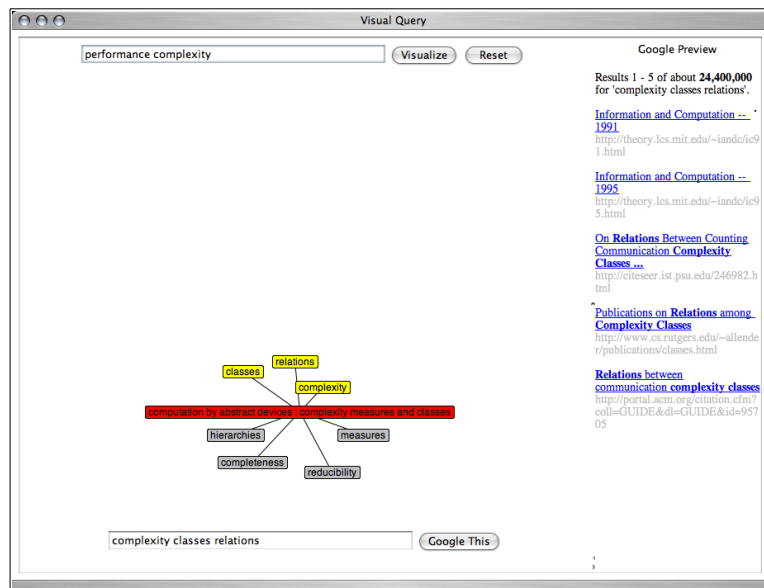 Visual Query
performance complexity
Visualize
Reset
relations
classes
complexity
computation by abstract devices : complexity measures and classes
hierarchies
measures
completeness
reducibility
complexity classes relations
Google This
Google Preview
Results 1 - 5 of about 24,400,000
for 'complexity classes relations'.
Information and Computation --
1991
http://theory.lcs.mit.edu/~iandc/ic9
1.html
Information and Computation --
1995
http://theory.lcs.mit.edu/~iandc/ic9
5.html
On Relations Between Counting
Communication Complexity
Classes ...
http://citeseer.ist.psu.edu/246982.h
tml
Publications on Relations among
Complexity Classes
http://www.cs.rutgers.edu/~allende
r/publications/classes.html
Relations between
communication complexity classes
http://portal.acm.org/citation.cfm?
coll=GUIDE&dl=GUIDE&id=957
05